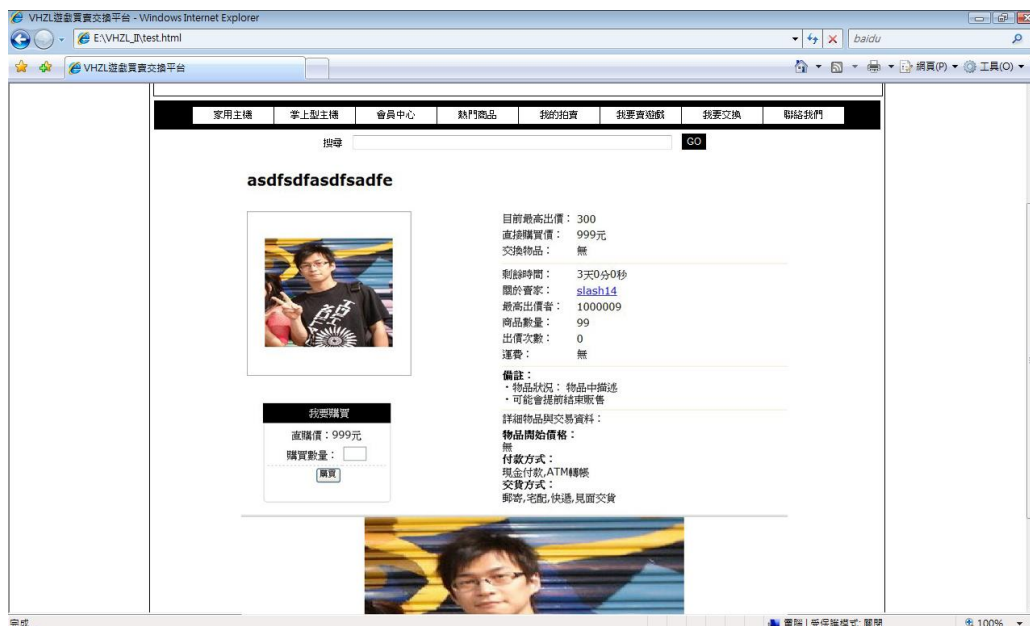 VHZL遊戲買賣交換平台 - Windows Internet Explorer
E:\VHZL_II\test.html
baidu
VHZL遊戲買賣交換平台
網頁(P)
工具(O)
家用主機 掌上型主機 會員中心 熱門商品 我的拍賣 我要賣遊戲 我要交換 聯絡我們
搜尋 GO
asdfsdfasdfsadfe
目前最高出價： 300
直接購買價： 999元
交換物品： 無
剩餘時間： 3天0分0秒
關於賣家： slash14
最高出價者： 1000009
商品數量： 99
出價次數： 0
運費： 無
備註：
・物品狀況： 物品中描述
・可能會提前結束販售
詳細物品與交易資料：
物品開始價格：
無
付款方式：
現金付款,ATM轉帳
交貨方式：
郵寄,宅配,快遞,見面交貨
我要購買
直購價：999元
購買數量：
購買
完成
電腦 | 受保護模式: 關閉
100%